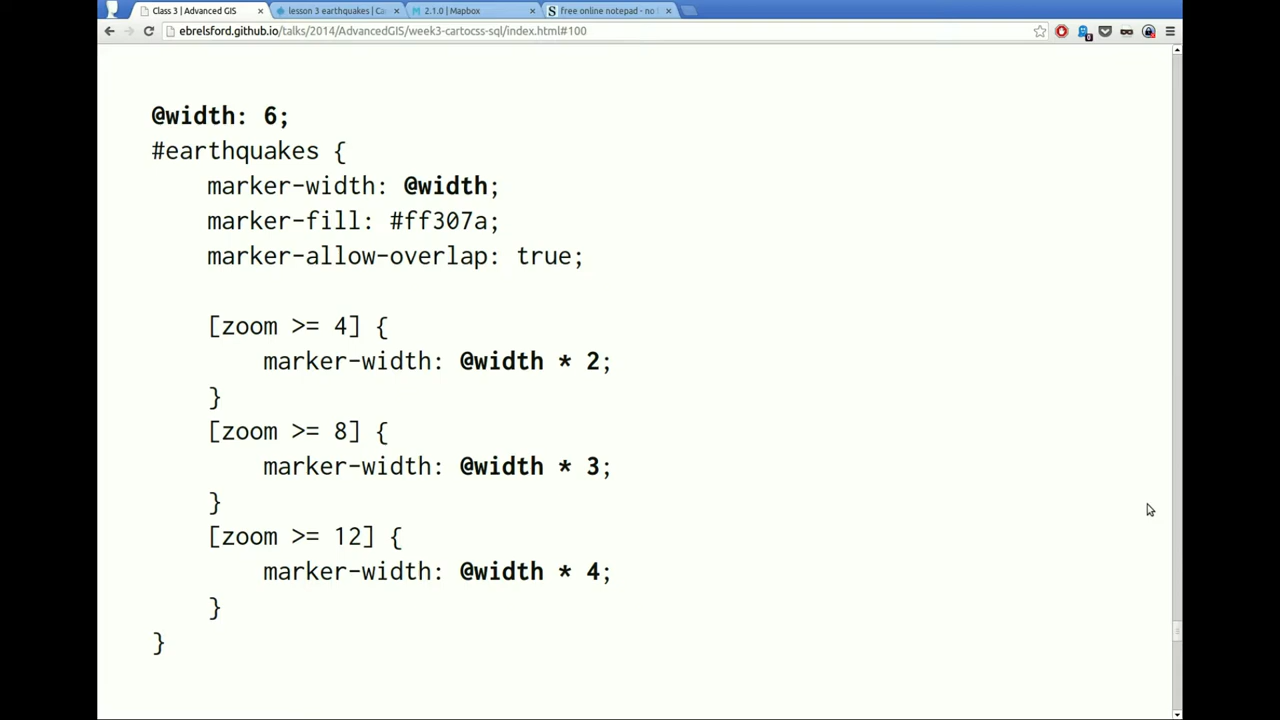 Class 3 | Advanced GIS
lesson 3 earthquakes | Ca
2.1.0 | Mapbox
free online notepad - no
ebrelsford.github.io/talks/2014/AdvancedGIS/week3-cartocss-sql/index.html#100
@width: 6;
#earthquakes {
marker-width: @width;
marker-fill: #ff307a;
marker-allow-overlap: true;
[zoom >= 4] {
marker-width: @width * 2;
}
[zoom >= 8] {
marker-width: @width * 3;
}
[zoom >= 12] {
marker-width: @width * 4;
}
}